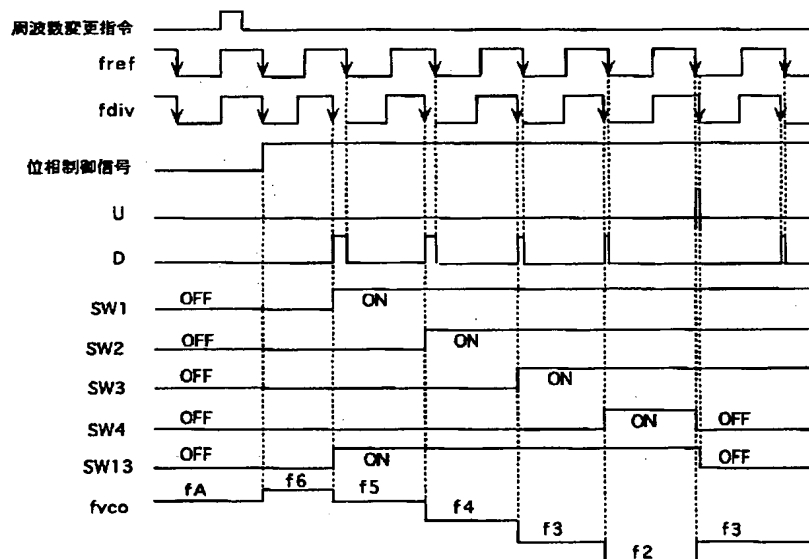 周波数変更指令
fref
fdiv
位相制御信号
U
D
SW1 OFF ON
SW2 OFF ON
SW3 OFF ON
SW4 OFF ON OFF
SW13 OFF ON OFF
fvco fA f6 f5 f4 f3 f2 f3